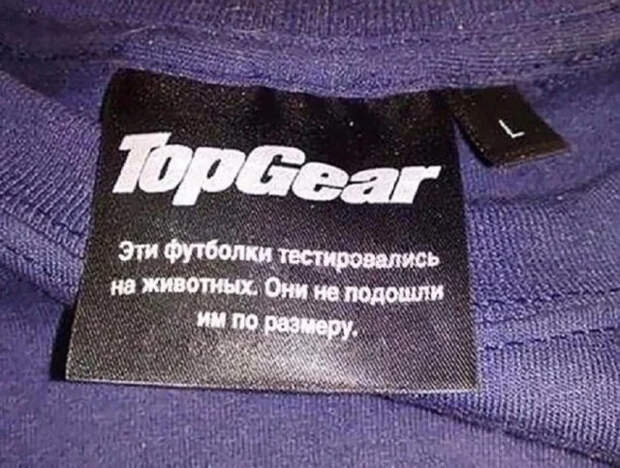 TopGear
L
Эти футболки тестировались
на животных. Они не подошли
им по размеру.